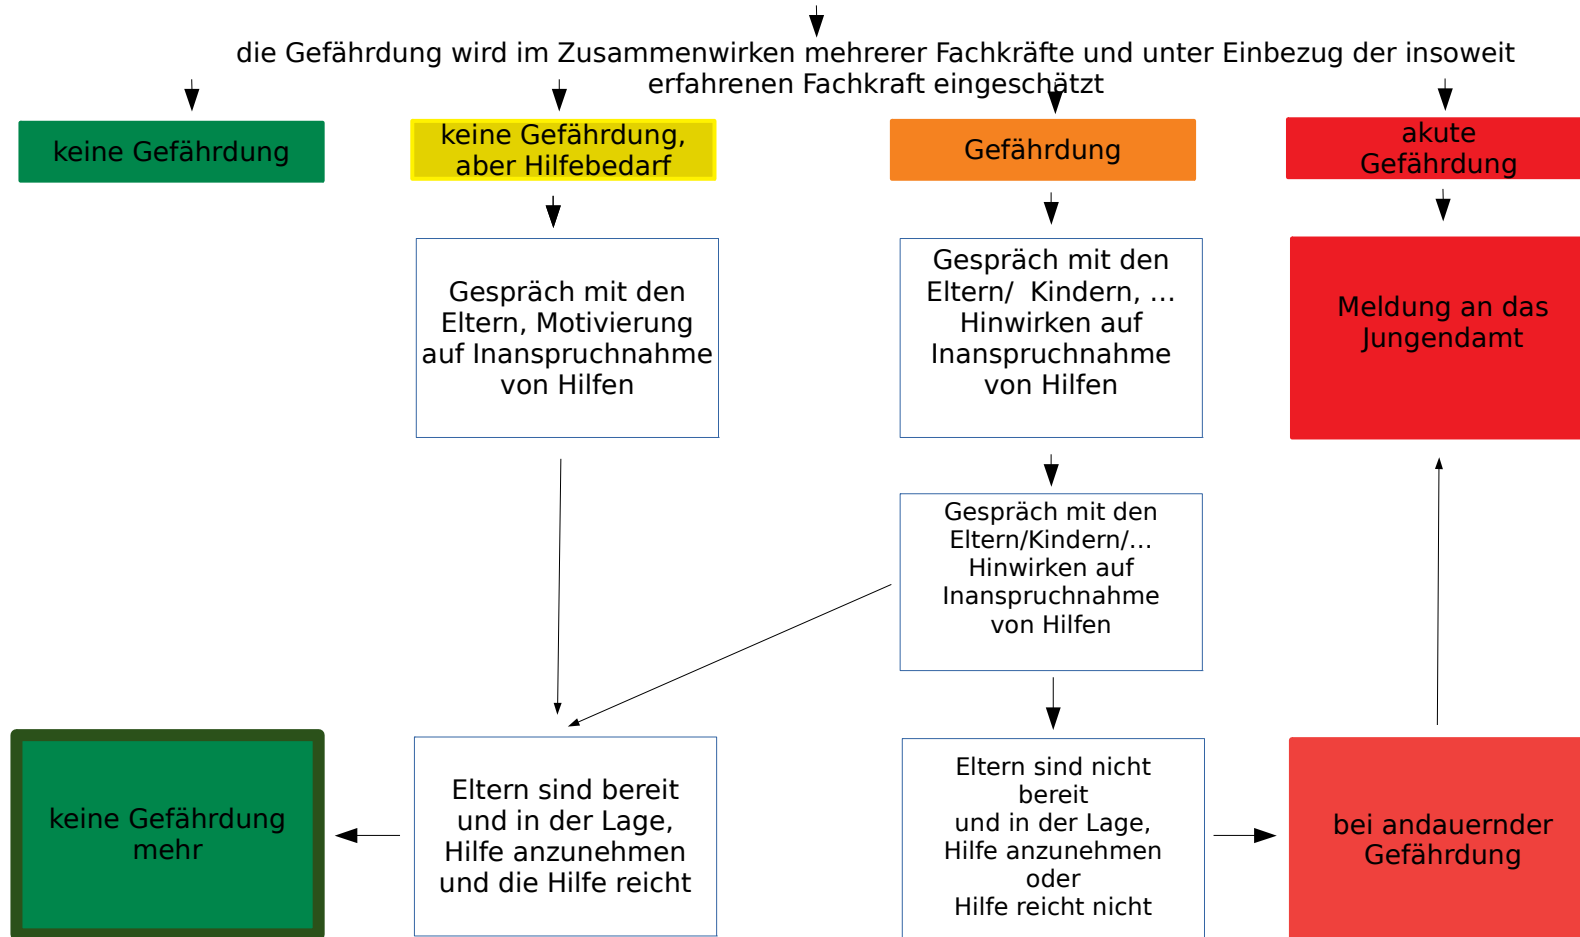 die Gefährdung wird im Zusammenwirken mehrerer Fachkräfte und unter Einbezug der insoweit
erfahrenen Fachkraft eingeschätzt
keine Gefährdung
keine Gefährdung,
aber Hilfebedarf
Gefährdung
akute
Gefährdung
Gespräch mit den
Eltern, Motivierung
auf Inanspruchnahme
von Hilfen
Gespräch mit den
Eltern/  Kindern, ...
Hinwirken auf
Inanspruchnahme
von Hilfen
Meldung an das
Jungendamt
Gespräch mit den
Eltern/Kindern/...
Hinwirken auf
Inanspruchnahme
von Hilfen
keine Gefährdung
mehr
Eltern sind bereit
und in der Lage,
Hilfe anzunehmen
und die Hilfe reicht
Eltern sind nicht
bereit
und in der Lage,
Hilfe anzunehmen
oder
Hilfe reicht nicht
bei andauernder
Gefährdung